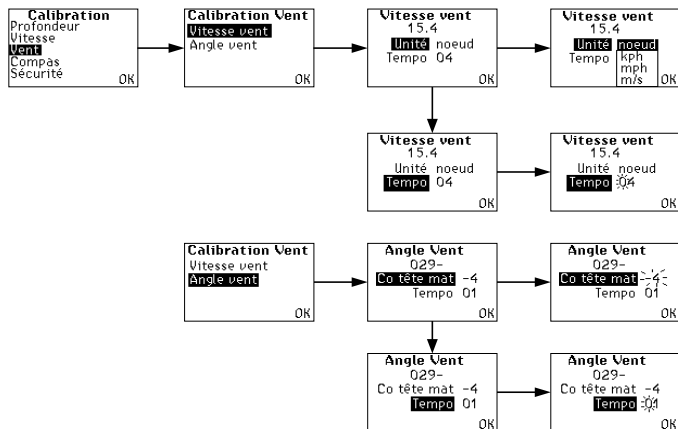 Calibration
Profondeur
Vitesse
Vent
Compas
Sécurité
OK
Calibration Vent
Vitesse vent
Angle vent
OK
Vitesse vent
15.4
Unité noeud
Tempo 04
OK
Vitesse vent
15.4
Unité noeud
Tempo kph
mph
m/s
OK
Vitesse vent
15.4
Unité noeud
Tempo 04
OK
Vitesse vent
15.4
Unité noeud
Tempo 04
OK
Calibration Vent
Vitesse vent
Angle vent
OK
Angle Vent
029-
Co tête mat -4
Tempo 01
OK
Angle Vent
029-
Co tête mat -4
Tempo 01
OK
Angle Vent
029-
Co tête mat -4
Tempo 01
OK
Angle Vent
029-
Co tête mat -4
Tempo 01
OK